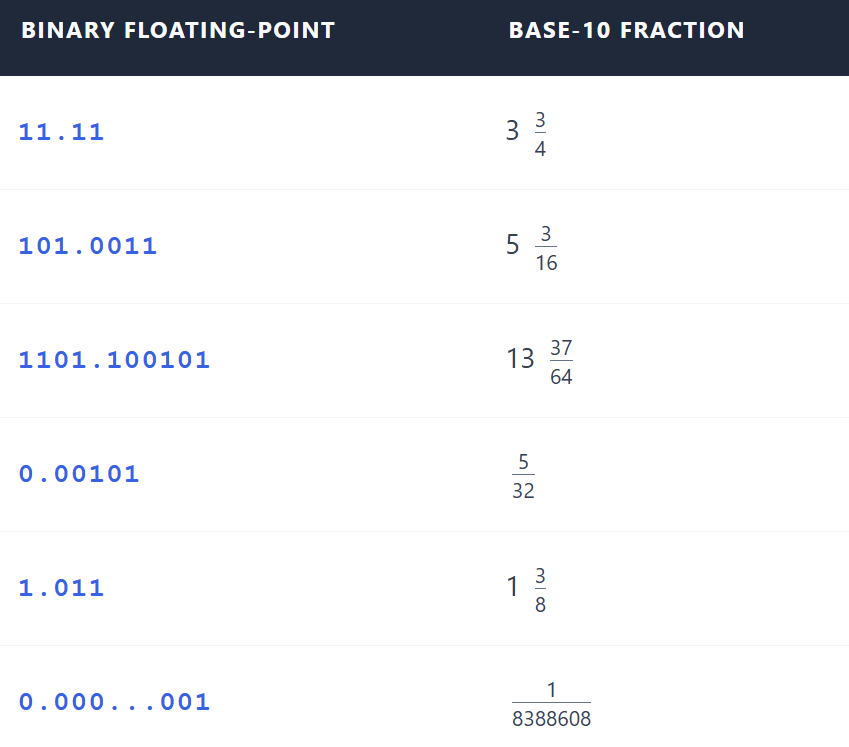 BINARY FLOATING-POINT BASE-10 FRACTION
11.11 3 3/4
101.0011 5 3/16
1101.100101 13 37/64
0.00101 5/32
1.011 1 3/8
0.000...001 1/8388608